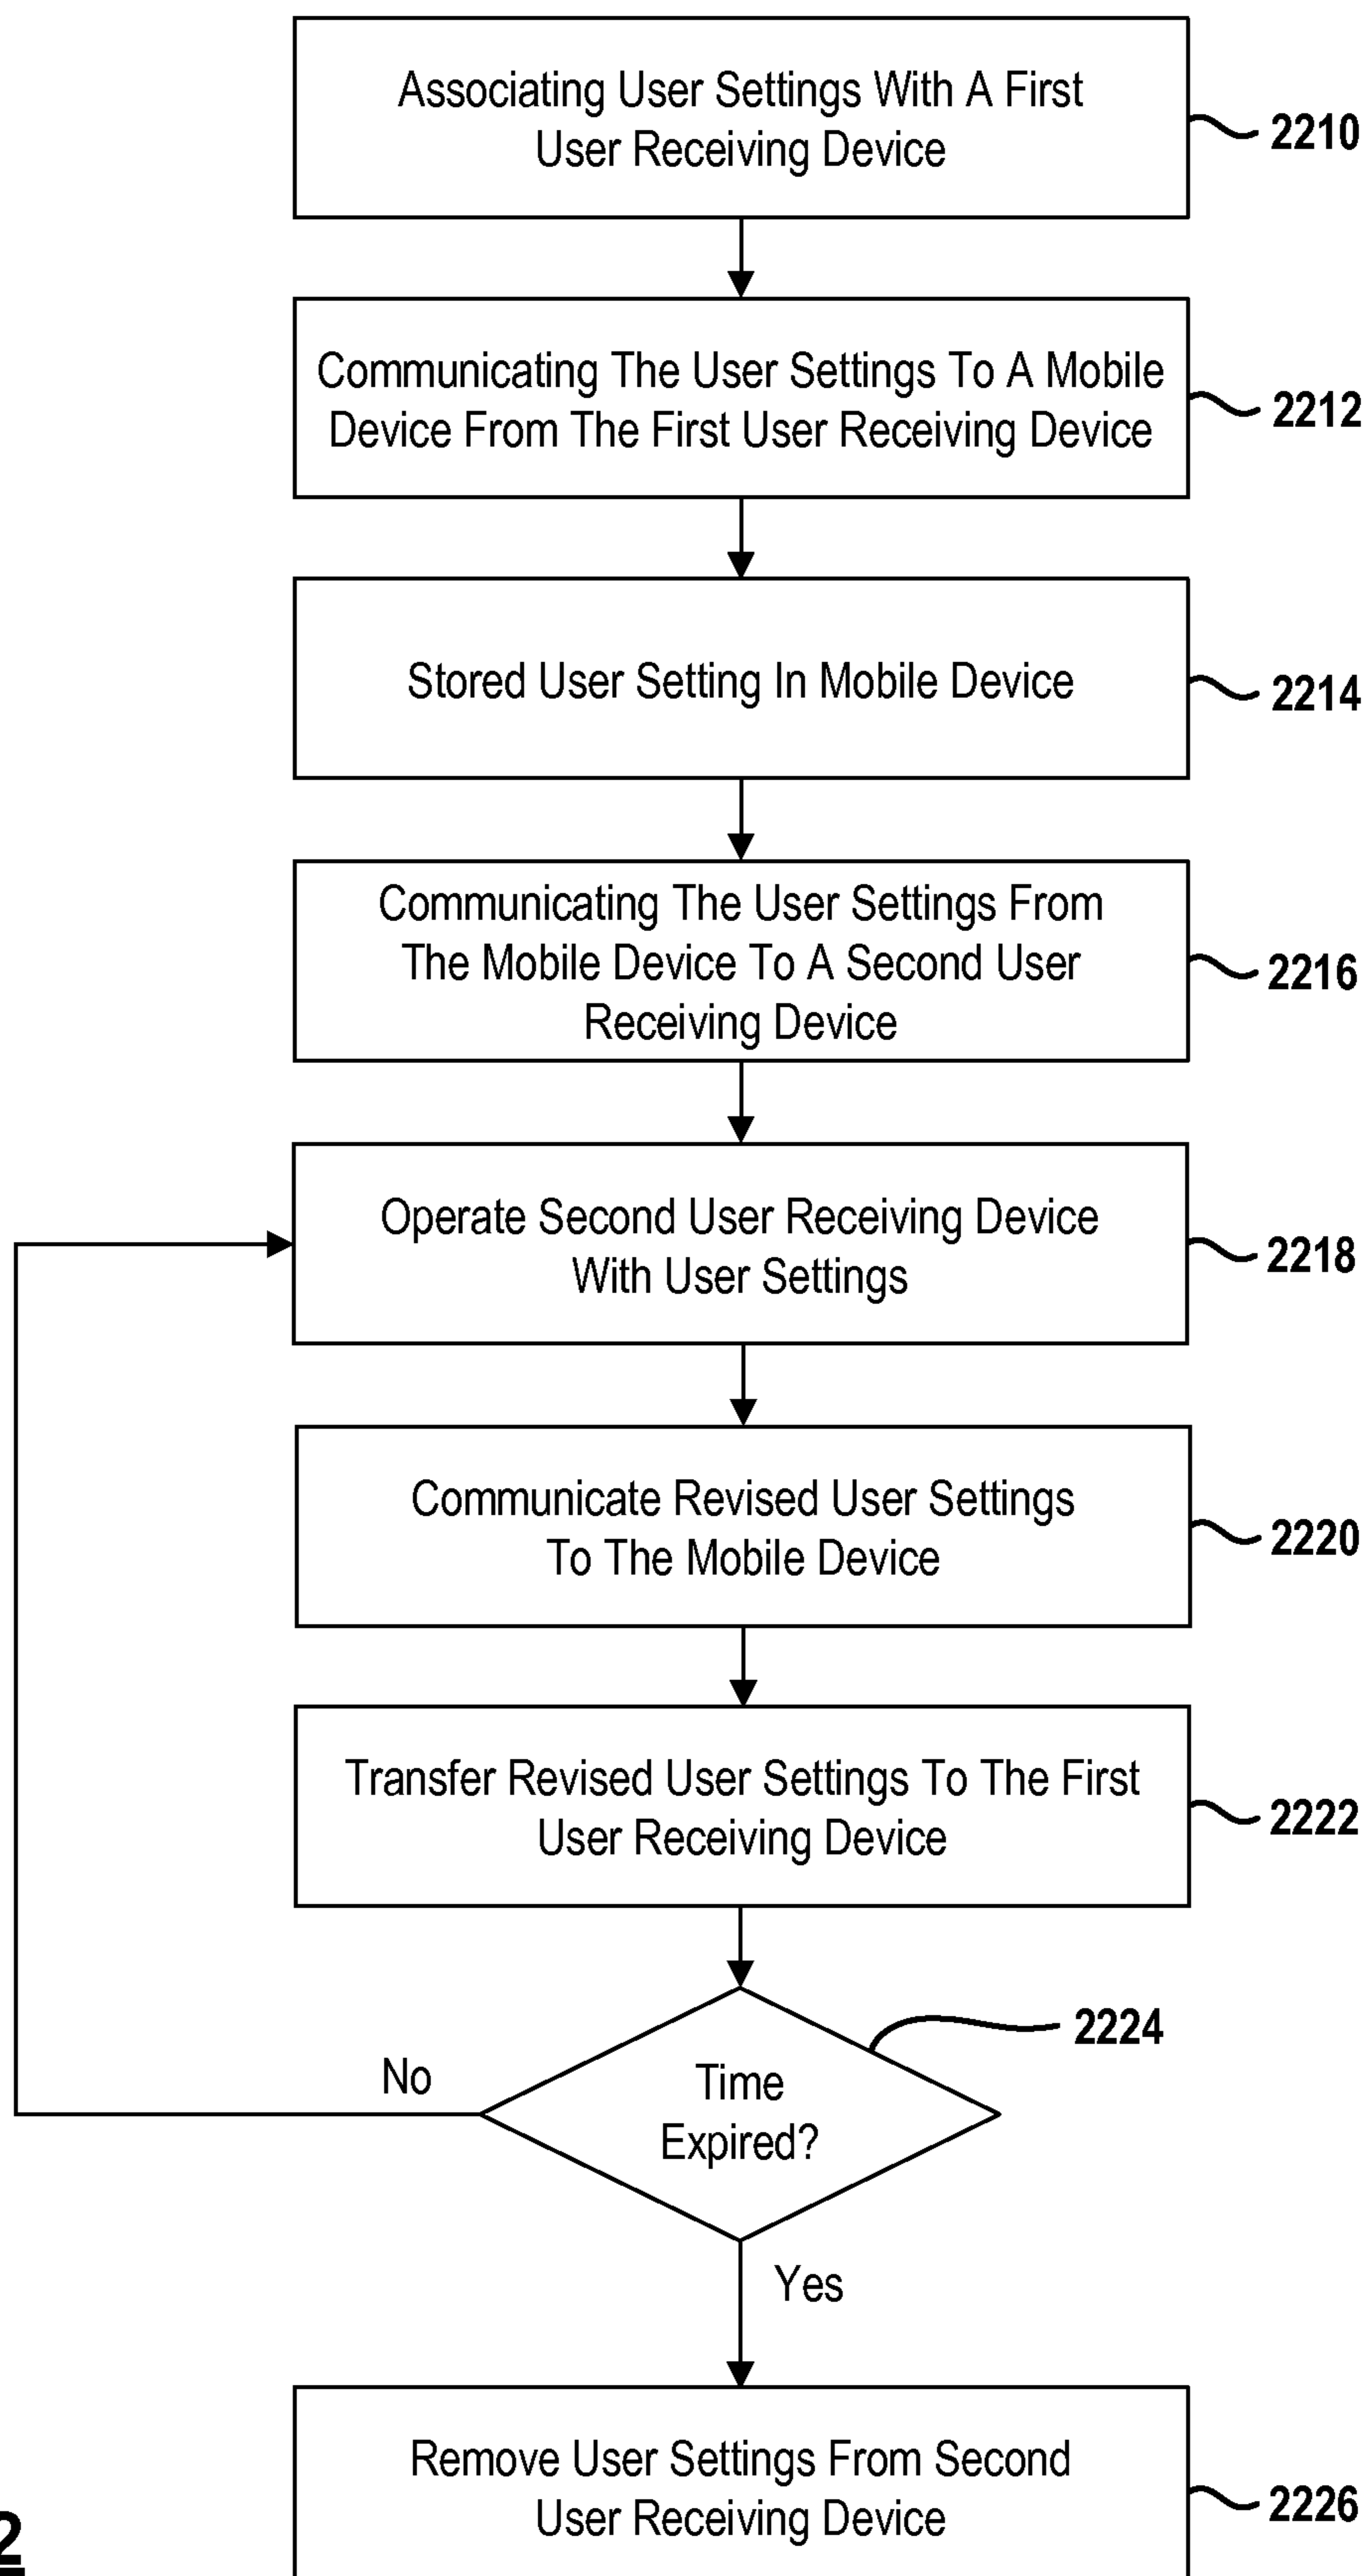 Associating User Settings With A First
User Receiving Device
2210
Communicating The User Settings To A Mobile
Device From The First User Receiving Device
2212
Stored User Setting In Mobile Device
2214
Communicating The User Settings From
The Mobile Device To A Second User
Receiving Device
2216
Operate Second User Receiving Device
With User Settings
2218
Communicate Revised User Settings
To The Mobile Device
2220
Transfer Revised User Settings To The First
User Receiving Device
2222
2224
Time
Expired?
No
Yes
Remove User Settings From Second
User Receiving Device
2226
2